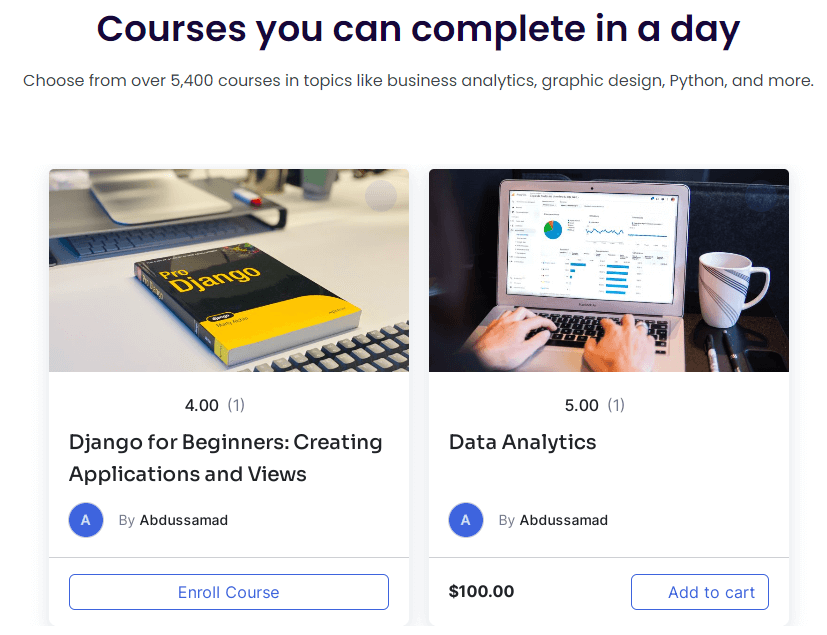 Courses you can complete in a day
Choose from over 5,400 courses in topics like business analytics, graphic design, Python, and more.
Pro
Django
django
4.00 (1)
Django for Beginners: Creating
Applications and Views
A By Abdussamad
Enroll Course
5.00 (1)
Data Analytics
A By Abdussamad
$100.00 Add to cart